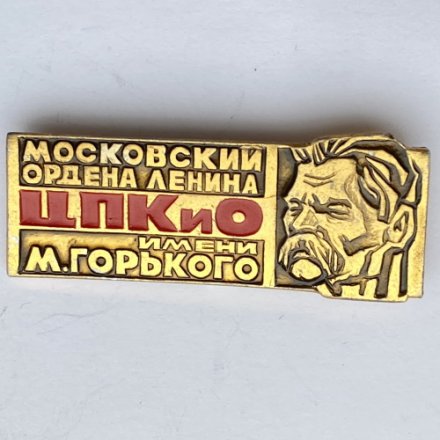 МОСКОВСКИЙ
ОРДЕНА ЛЕНИНА
ЦПКиО
ИМЕНИ
М.ГОРЬКОГО